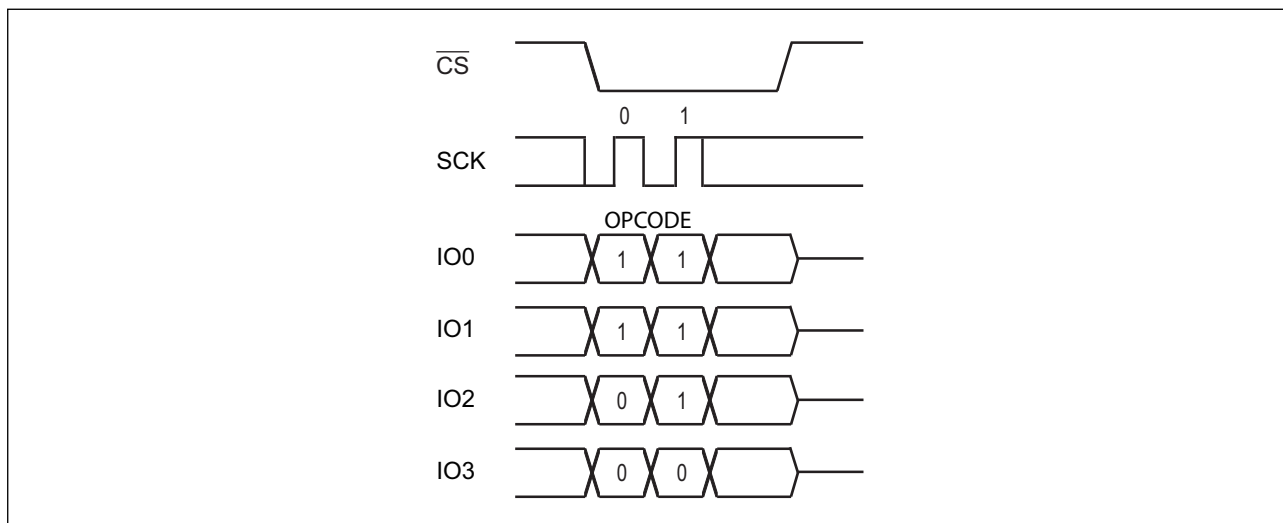 CS
0 1
SCK
OPCODE
IO0 1 1
IO1 1 1
IO2 0 1
IO3 0 0